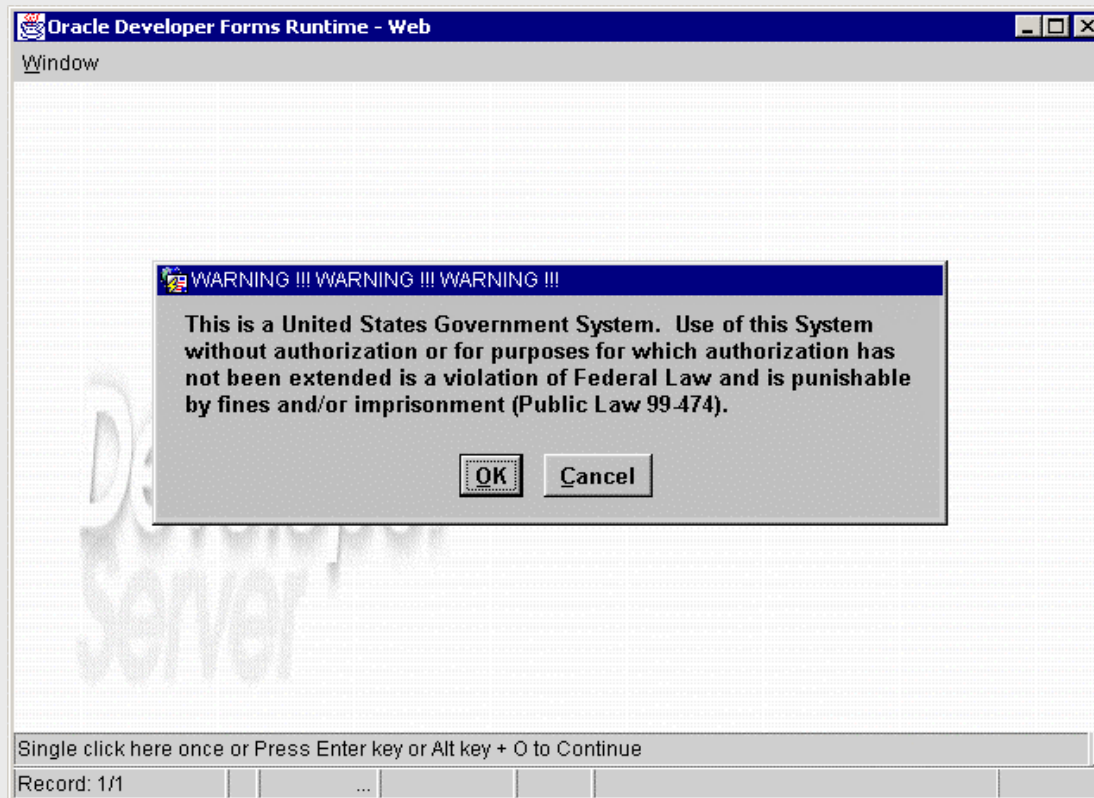 Oracle Developer Forms Runtime - Web
Window
WARNING !!! WARNING !!! WARNING !!!
This is a United States Government System.  Use of this System
without authorization or for purposes for which authorization has
not been extended is a violation of Federal Law and is punishable
by fines and/or imprisonment (Public Law 99-474).
OK Cancel
Developer
Server
Single click here once or Press Enter key or Alt key + O to Continue
Record: 1/1 ...